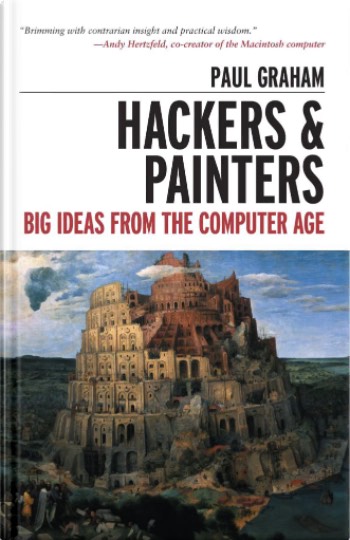 “Brimming with contrarian insight and practical wisdom.”
—Andy Hertzfeld, co-creator of the Macintosh computer
PAUL GRAHAM
HACKERS &
PAINTERS
BIG IDEAS FROM THE COMPUTER AGE